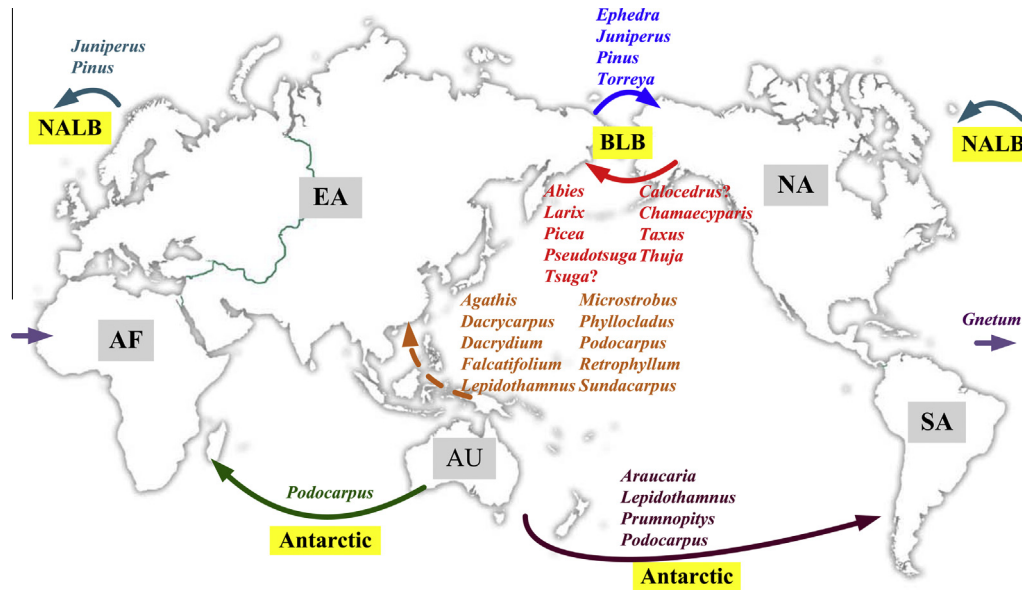 Juniperus
Pinus
NALB
Ephedra
Juniperus
Pinus
Torreya
BLB
NALB
EA
NA
Abies
Larix
Picea
Pseudotsuga
Tsuga?
Calocedrus?
Chamaecyparis
Taxus
Thuja
Agathis
Dacrycarpus
Dacrydium
Falcatifolium
Lepidothamnus
Microstrobus
Phyllocladus
Podocarpus
Retrophyllum
Sundacarpus
AF
Gnetum
SA
AU
Podocarpus
Antarctic
Araucaria
Lepidothamnus
Prumnopitys
Podocarpus
Antarctic